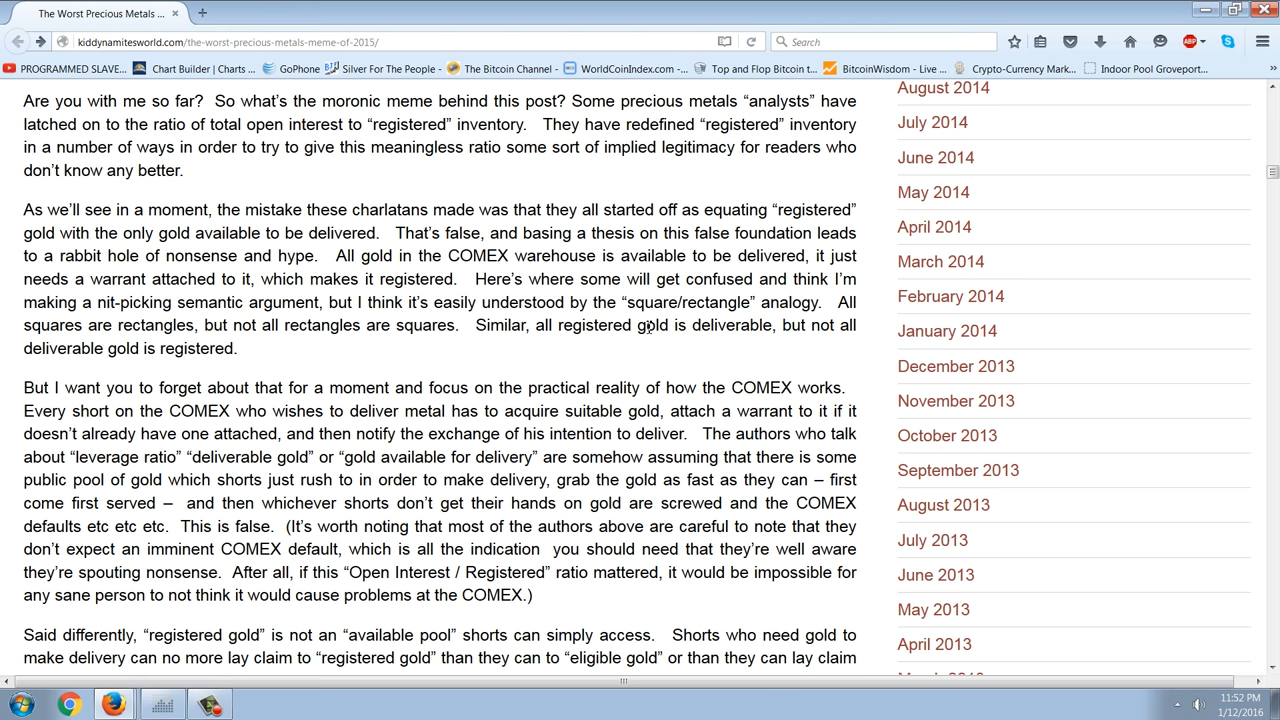 The Worst Precious Metals ...
kiddynamitesworld.com/the-worst-precious-metals-meme-of-2015/
Search
ABP
PROGRAMMED SLAVE...
Chart Builder | Charts ...
GoPhone
Silver For The People -
The Bitcoin Channel -
WorldCoinIndex.com -...
Top and Flop Bitcoin t...
BitcoinWisdom - Live ...
Crypto-Currency Mark...
Indoor Pool Groveport...
Are you with me so far? So what's the moronic meme behind this post? Some precious metals “analysts” have
latched on to the ratio of total open interest to “registered” inventory. They have redefined “registered” inventory
in a number of ways in order to try to give this meaningless ratio some sort of implied legitimacy for readers who
don't know any better.
As we'll see in a moment, the mistake these charlatans made was that they all started off as equating “registered”
gold with the only gold available to be delivered. That's false, and basing a thesis on this false foundation leads
to a rabbit hole of nonsense and hype. All gold in the COMEX warehouse is available to be delivered, it just
needs a warrant attached to it, which makes it registered. Here's where some will get confused and think I'm
making a nit-picking semantic argument, but I think it's easily understood by the “square/rectangle” analogy. All
squares are rectangles, but not all rectangles are squares. Similar, all registered gold is deliverable, but not all
deliverable gold is registered.
But I want you to forget about that for a moment and focus on the practical reality of how the COMEX works.
Every short on the COMEX who wishes to deliver metal has to acquire suitable gold, attach a warrant to it if it
doesn't already have one attached, and then notify the exchange of his intention to deliver. The authors who talk
about “leverage ratio” “deliverable gold” or “gold available for delivery” are somehow assuming that there is some
public pool of gold which shorts just rush to in order to make delivery, grab the gold as fast as they can – first
come first served – and then whichever shorts don't get their hands on gold are screwed and the COMEX
defaults etc etc etc. This is false. (It's worth noting that most of the authors above are careful to note that they
don't expect an imminent COMEX default, which is all the indication you should need that they're well aware
they're spouting nonsense. After all, if this “Open Interest / Registered” ratio mattered, it would be impossible for
any sane person to not think it would cause problems at the COMEX.)
Said differently, “registered gold” is not an “available pool” shorts can simply access. Shorts who need gold to
make delivery can no more lay claim to “registered gold” than they can to “eligible gold” or than they can lay claim
August 2014
July 2014
June 2014
May 2014
April 2014
March 2014
February 2014
January 2014
December 2013
November 2013
October 2013
September 2013
August 2013
July 2013
June 2013
May 2013
April 2013
11:52 PM
1/12/2016